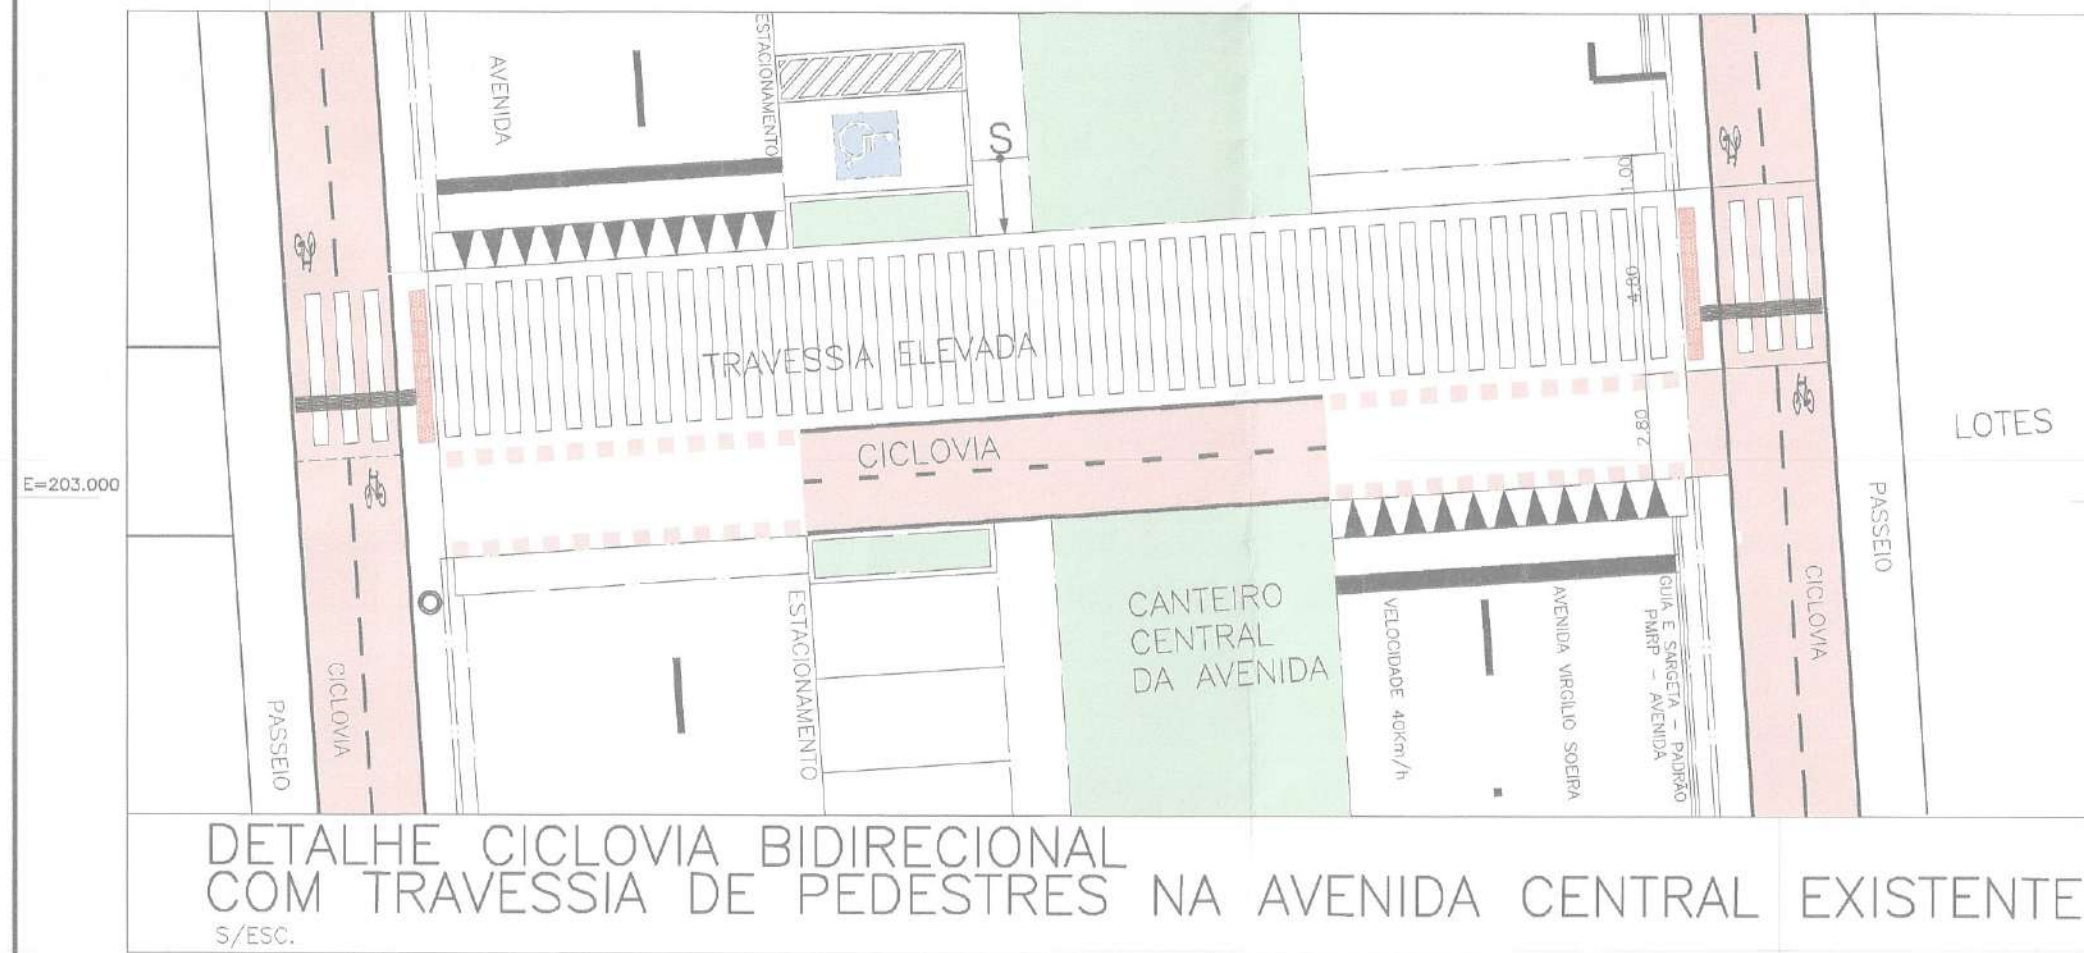 AVENIDA
ESTACIONAMENTO
S
1.00
4.80
TRAVESSIA ELEVADA
CICLOVIA
2.80
LOTES
E=203.000
PASSEIO
CICLOVIA
ESTACIONAMENTO
CANTEIRO
CENTRAL
DA AVENIDA
VELOCIDADE 40Km/h
AVENIDA VIRGÍLIO SOEIRA
GUIA E SARGETA - PADRÃO
PMRP - AVENIDA
CICLOVIA
PASSEIO
DETALHE CICLOVIA BIDIRECIONAL
COM TRAVESSIA DE PEDESTRES NA AVENIDA CENTRAL EXISTENTE
S/ESC.